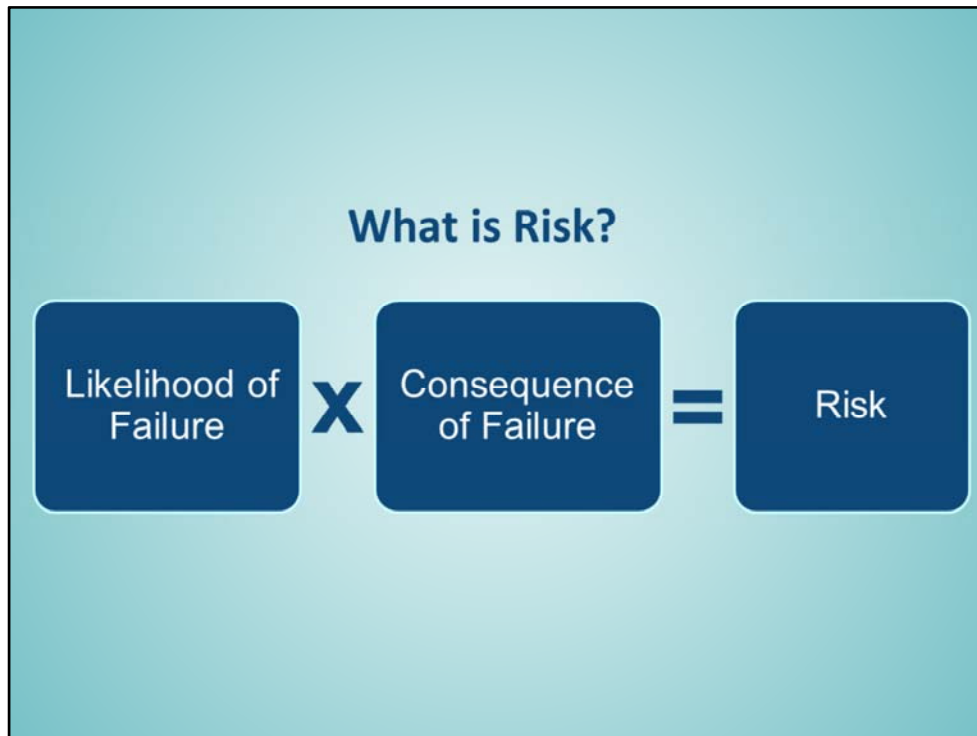 What is Risk?
Likelihood of
Failure
X
Consequence
of Failure
=
Risk